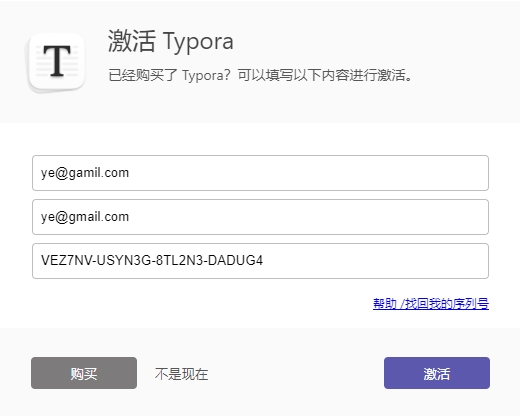 T
激活 Typora
已经购买了 Typora？可以填写以下内容进行激活。
ye@gamil.com
ye@gmail.com
VEZ7NV-USYN3G-8TL2N3-DADUG4
帮助 /找回我的序列号
购买 不是现在 激活